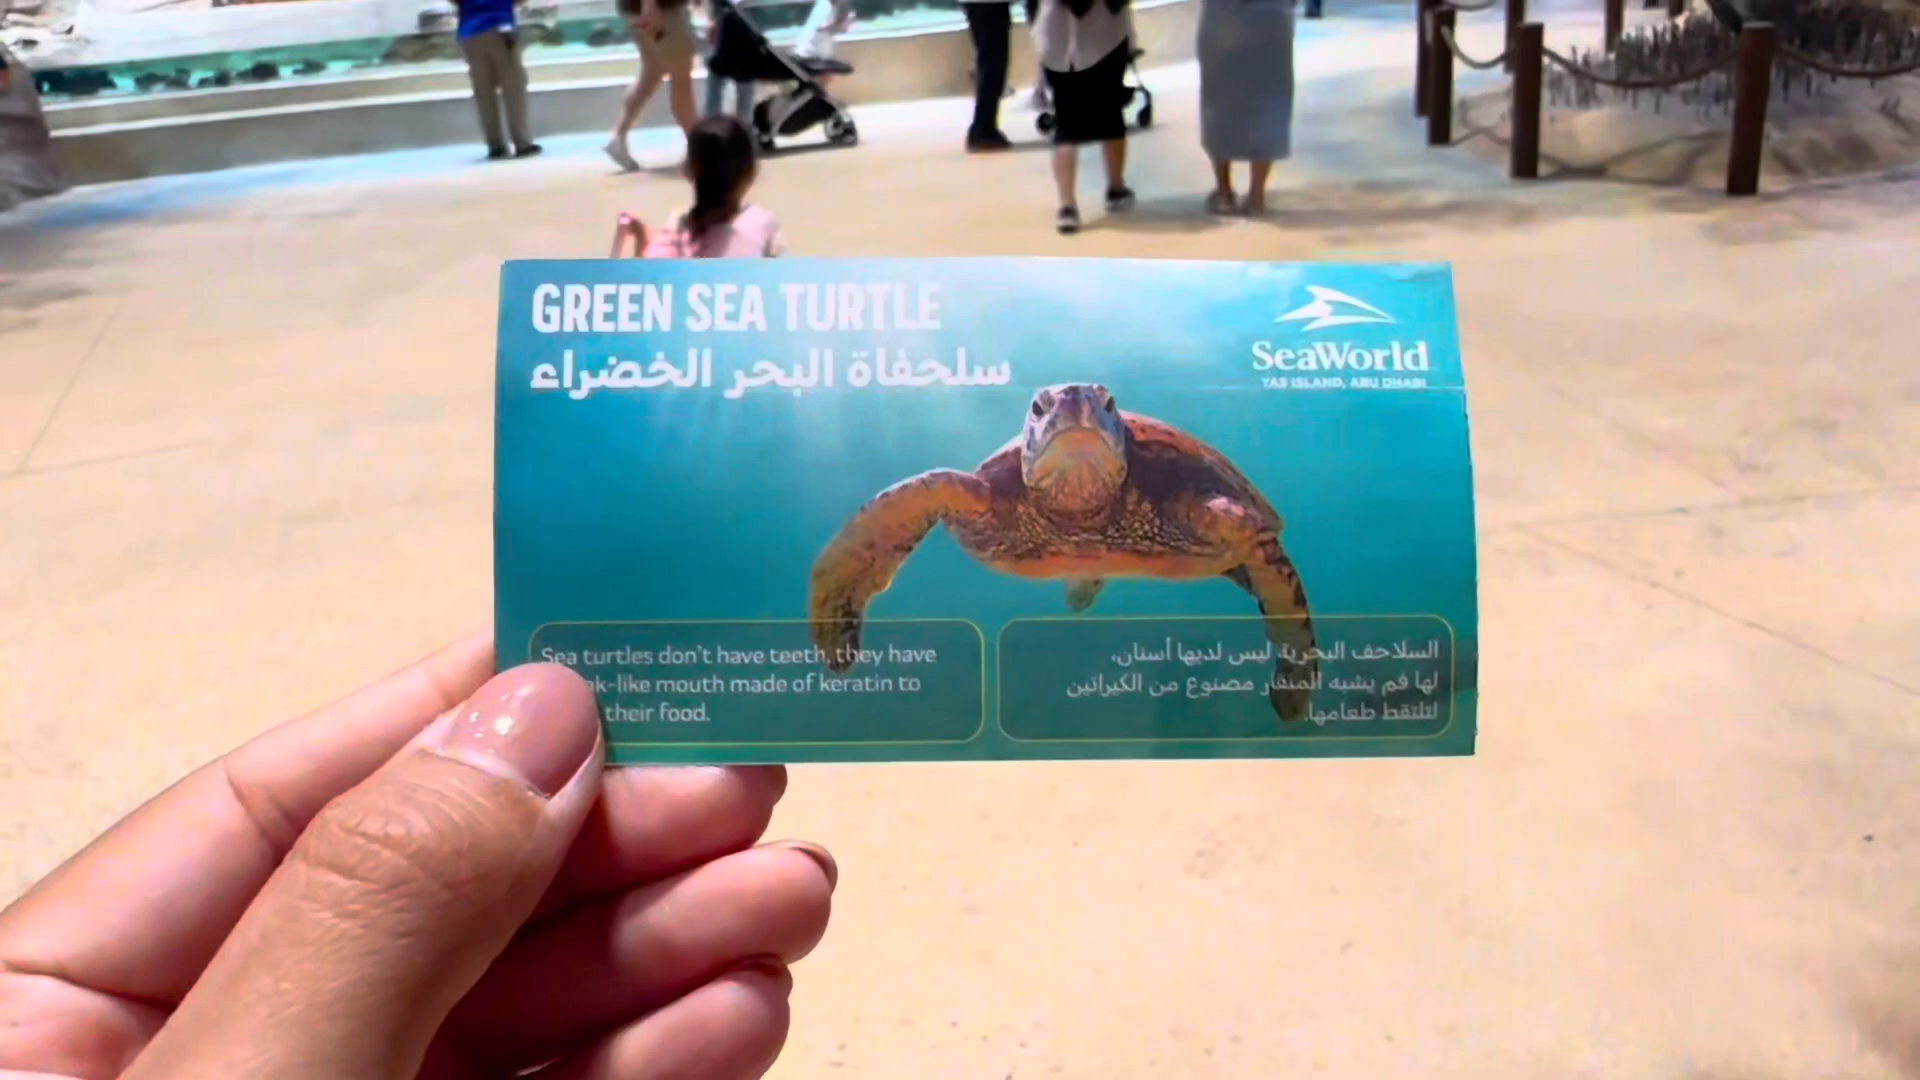 GREEN SEA TURTLE
سلحفاة البحر الخضراء
SeaWorld
YAS ISLAND, ABU DHABI
Sea turtles don't have teeth, they have
-like mouth made of keratin to
their food.
السلاحف البحرية ليس لديها أسنان،
لها فم يشبه المنقار مصنوع من الكيراتين
لتلتقط طعامها.